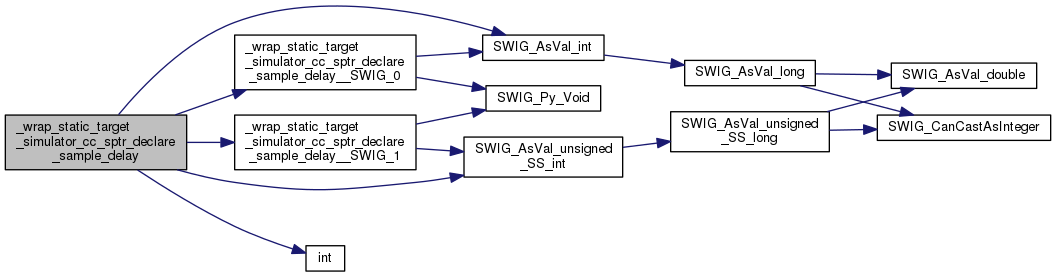 _wrap_static_target
_simulator_cc_sptr_declare
_sample_delay
_wrap_static_target
_simulator_cc_sptr_declare
_sample_delay__SWIG_0
_wrap_static_target
_simulator_cc_sptr_declare
_sample_delay__SWIG_1
int
SWIG_AsVal_int
SWIG_Py_Void
SWIG_AsVal_unsigned
_SS_int
SWIG_AsVal_long
SWIG_AsVal_unsigned
_SS_long
SWIG_AsVal_double
SWIG_CanCastAsInteger